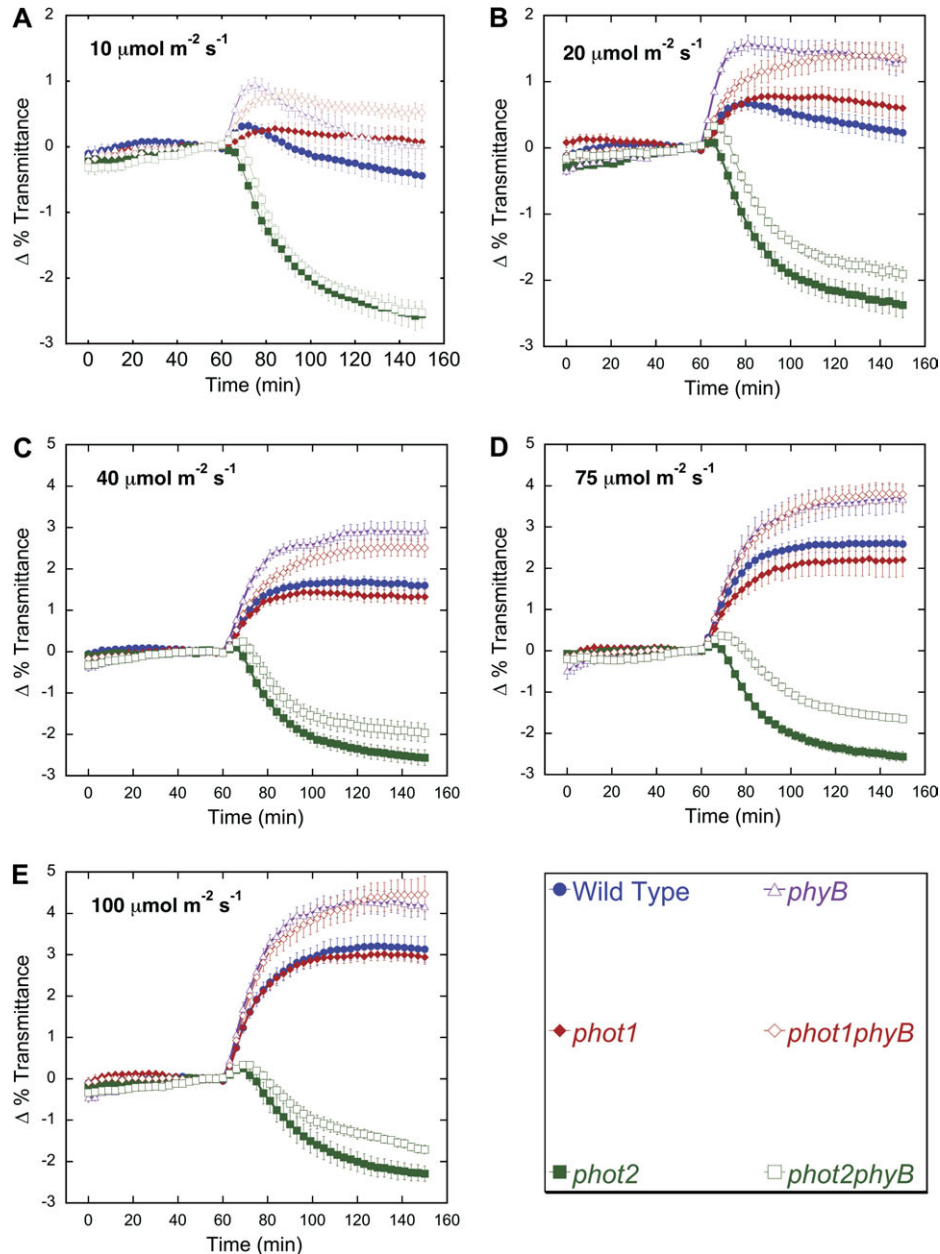 A
10 μmol m⁻² s⁻¹
Δ % Transmittance
2
1
0
-1
-2
-3
0 20 40 60 80 100 120 140 160
Time (min)
B
20 μmol m⁻² s⁻¹
Δ % Transmittance
2
1
0
-1
-2
-3
0 20 40 60 80 100 120 140 160
Time (min)
C
40 μmol m⁻² s⁻¹
Δ % Transmittance
5
4
3
2
1
0
-1
-2
-3
0 20 40 60 80 100 120 140 160
Time (min)
D
75 μmol m⁻² s⁻¹
Δ % Transmittance
5
4
3
2
1
0
-1
-2
-3
0 20 40 60 80 100 120 140 160
Time (min)
E
100 μmol m⁻² s⁻¹
Δ % Transmittance
5
4
3
2
1
0
-1
-2
-3
0 20 40 60 80 100 120 140 160
Time (min)
Wild Type phyB
phot1 phot1phyB
phot2 phot2phyB